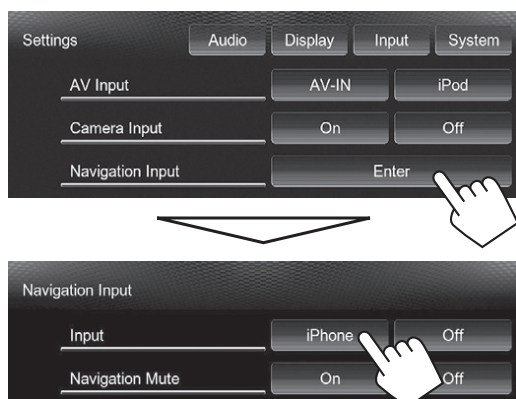 Settings Audio Display Input System
AV Input AV-IN iPod
Camera Input On Off
Navigation Input Enter
Navigation Input
Input iPhone Off
Navigation Mute On Off